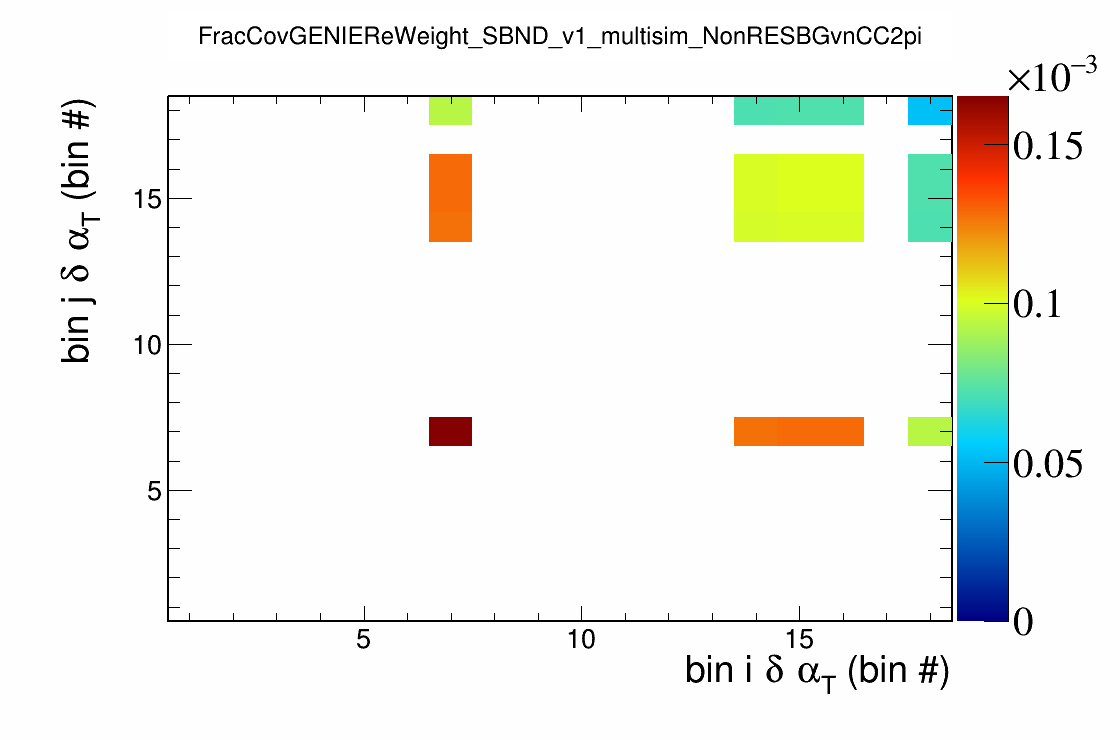 FracCovGENIEReWeight_SBND_v1_multisim_NonRESBGvnCC2pi
×10⁻³
bin j δ α_T (bin #)
15
10
5
5 10 15
bin i δ α_T (bin #)
0.15
0.1
0.05
0